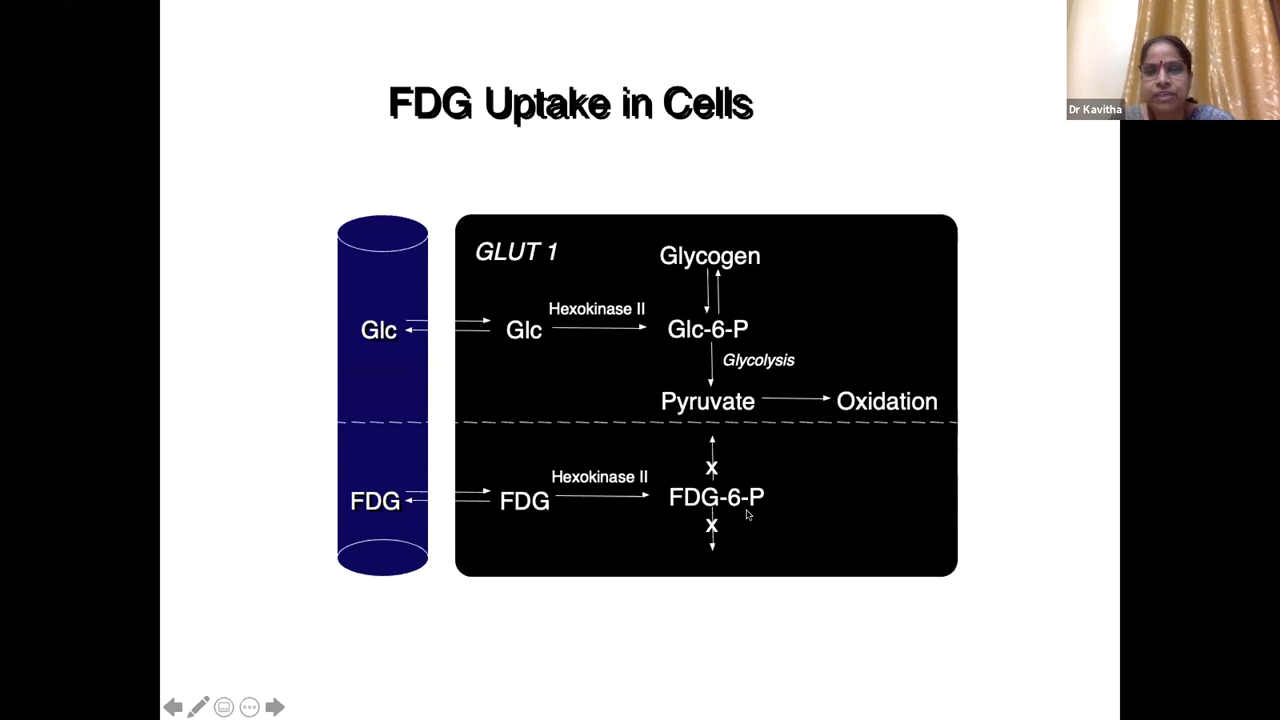 Dr Kavitha
FDG Uptake in Cells
GLUT 1
Glycogen
Hexokinase II
Glc
Glc
Glc-6-P
Glycolysis
Pyruvate
Oxidation
x
Hexokinase II
FDG
FDG
FDG-6-P
x